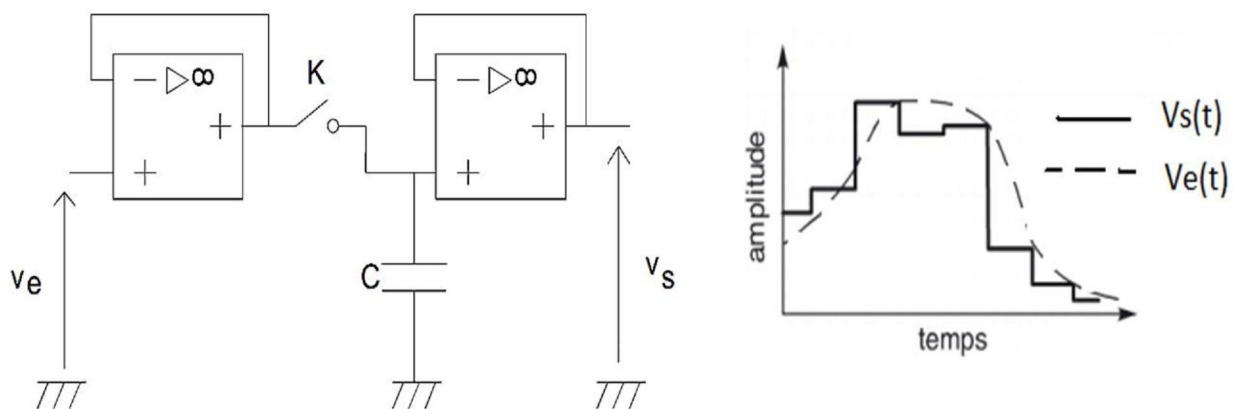 − ▷∞
+
+
K
− ▷∞
+
+
C
ve
vs
amplitude
temps
Vs(t)
Ve(t)